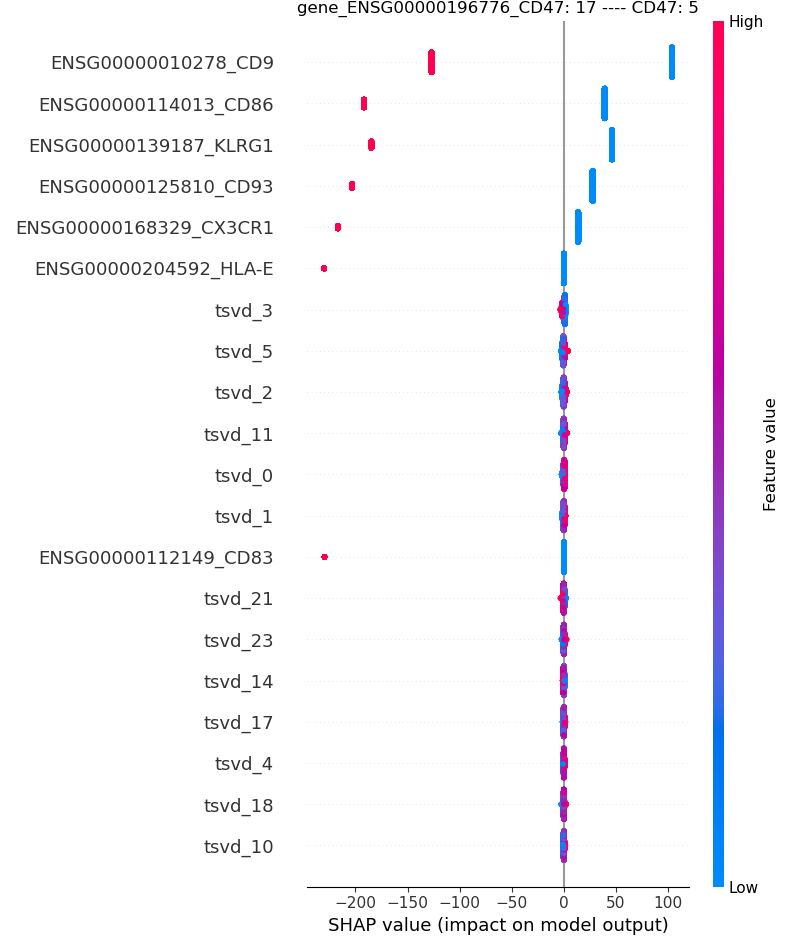 gene_ENSG00000196776_CD47: 17 ---- CD47: 5
High
ENSG00000010278_CD9
ENSG00000114013_CD86
ENSG00000139187_KLRG1
ENSG00000125810_CD93
ENSG00000168329_CX3CR1
ENSG00000204592_HLA-E
tsvd_3
tsvd_5
tsvd_2
tsvd_11
tsvd_0
tsvd_1
ENSG00000112149_CD83
tsvd_21
tsvd_23
tsvd_14
tsvd_17
tsvd_4
tsvd_18
tsvd_10
Feature value
Low
−200 −150 −100 −50 0 50 100
SHAP value (impact on model output)